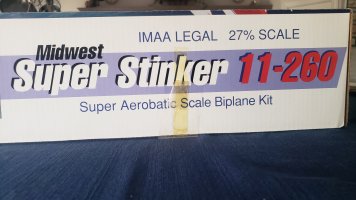 IMAA LEGAL 27% SCALE
Midwest
Super Stinker 11-260
Super Aerobatic Scale Biplane Kit